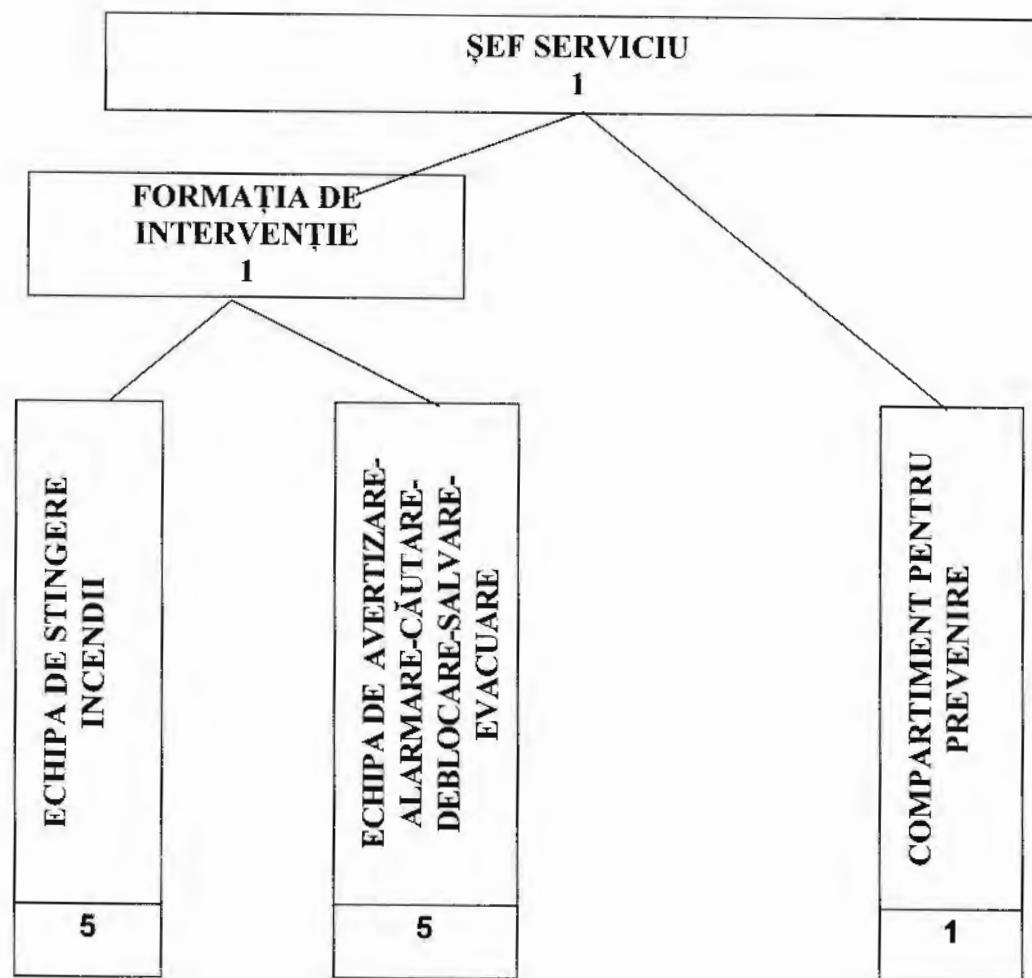 ȘEF SERVICIU
1
FORMAȚIA DE
INTERVENȚIE
1
ECHIPA DE STINGERE
INCENDII
5
ECHIPA DE AVERTIZARE-
ALARMARE-CĂUTARE-
DEBLOCARE-SALVARE-
EVACUARE
5
COMPARTIMENT PENTRU
PREVENIRE
1